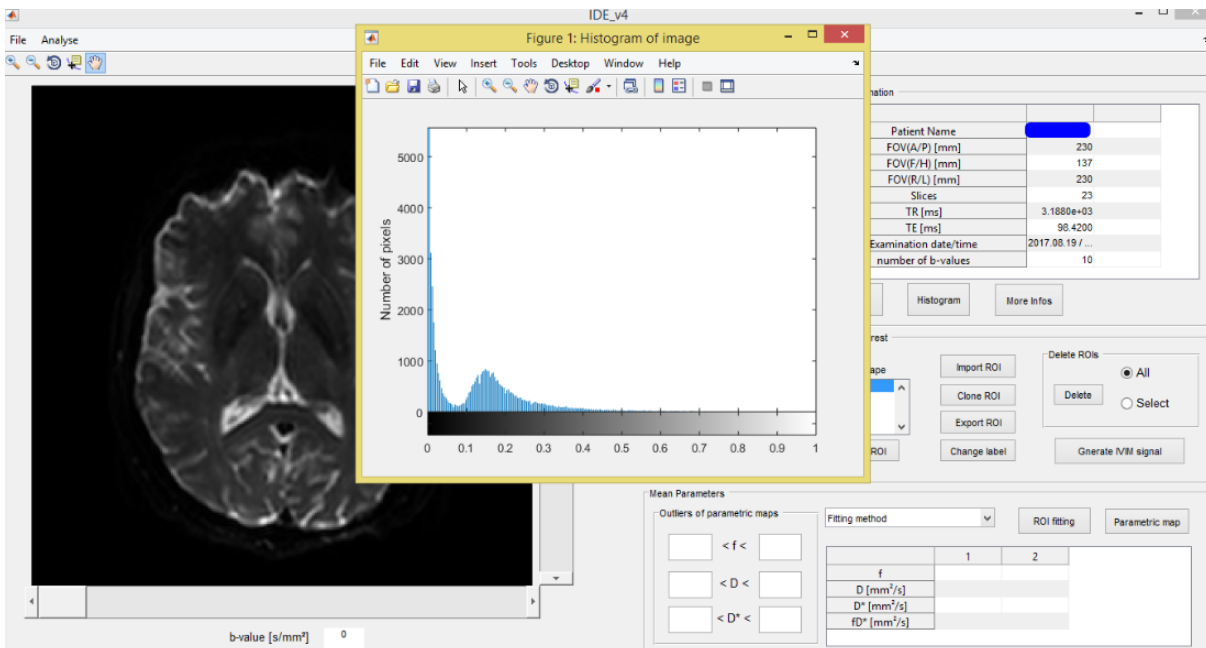 IDE_v4
File Analyse
Figure 1: Histogram of image
File Edit View Insert Tools Desktop Window Help
Number of pixels
5000
4000
3000
2000
1000
0
0 0.1 0.2 0.3 0.4 0.5 0.6 0.7 0.8 0.9 1
b-value [s/mm²] 0
Patient Name
FOV(A/P) [mm] 230
FOV(F/H) [mm] 137
FOV(R/L) [mm] 230
Slices 23
TR [ms] 3.1880e+03
TE [ms] 98.4200
Examination date/time 2017.08.19 / ...
number of b-values 10
Histogram More Infos
Import ROI
Clone ROI
Export ROI
ROI Change label
Delete ROIs
All
Delete
Select
Gnerate IVIM signal
Mean Parameters
Outliers of parametric maps
< f <
< D <
< D* <
Fitting method ROI fitting Parametric map
1 2
f
D [mm²/s]
D* [mm²/s]
fD* [mm²/s]